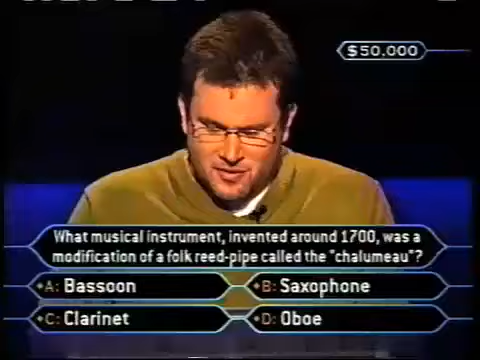 $50,000
What musical instrument, invented around 1700, was a
modification of a folk reed-pipe called the "chalumeau"?
A: Bassoon
B: Saxophone
C: Clarinet
D: Oboe